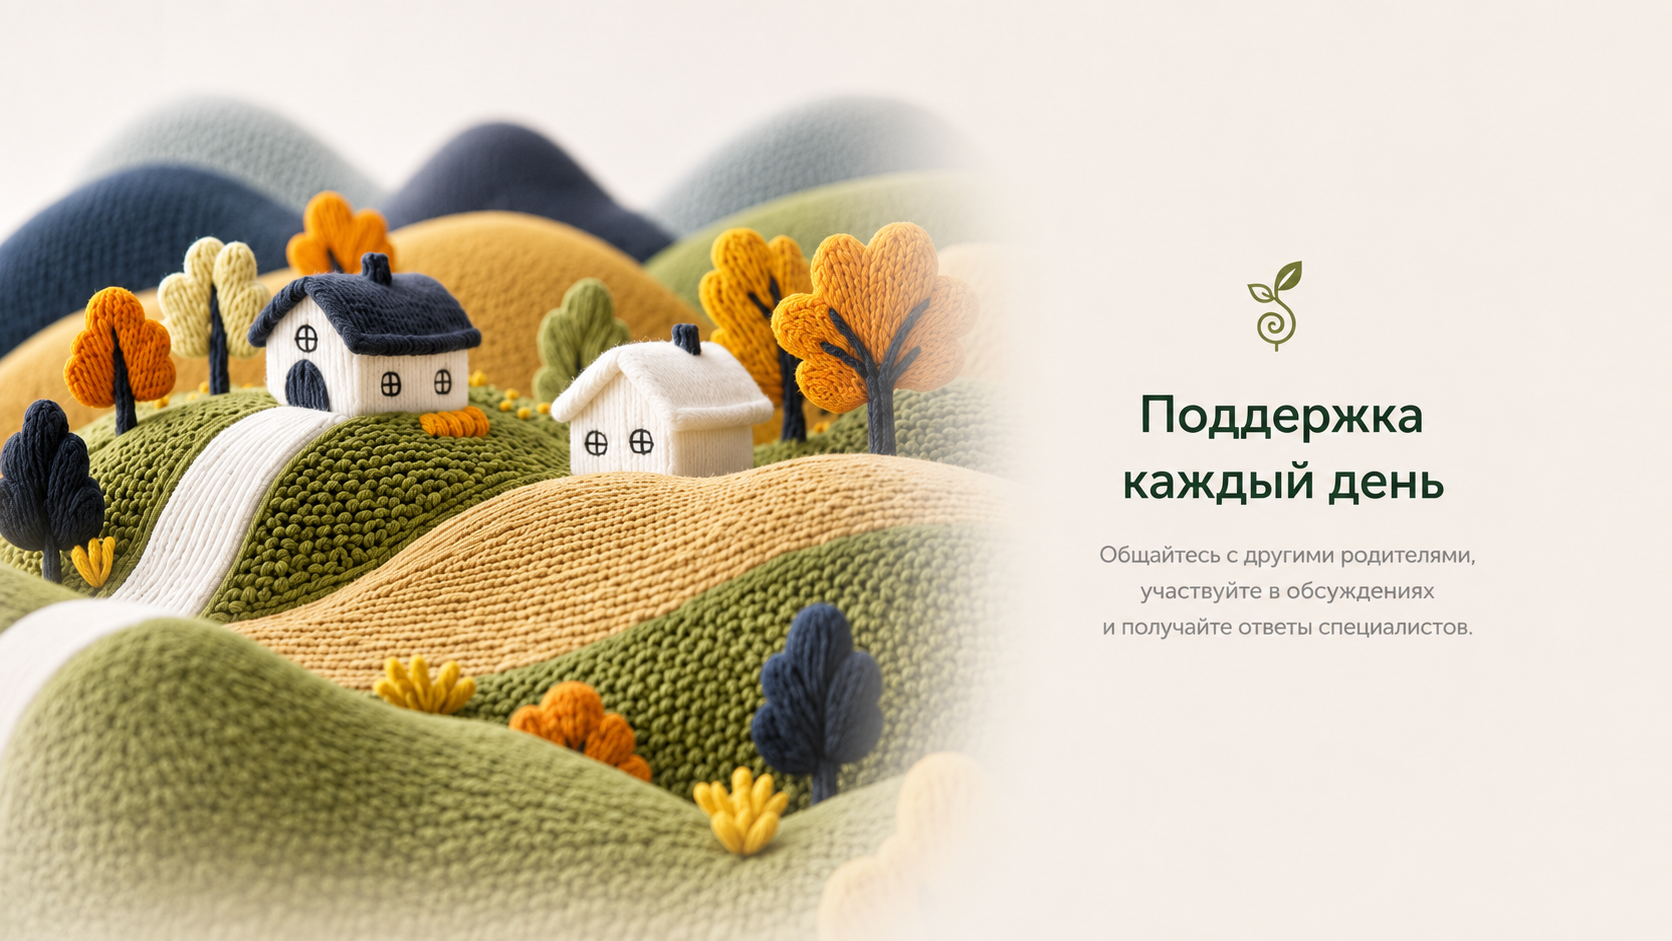 Поддержка
каждый день
Общайтесь с другими родителями,
участвуйте в обсуждениях
и получайте ответы специалистов.